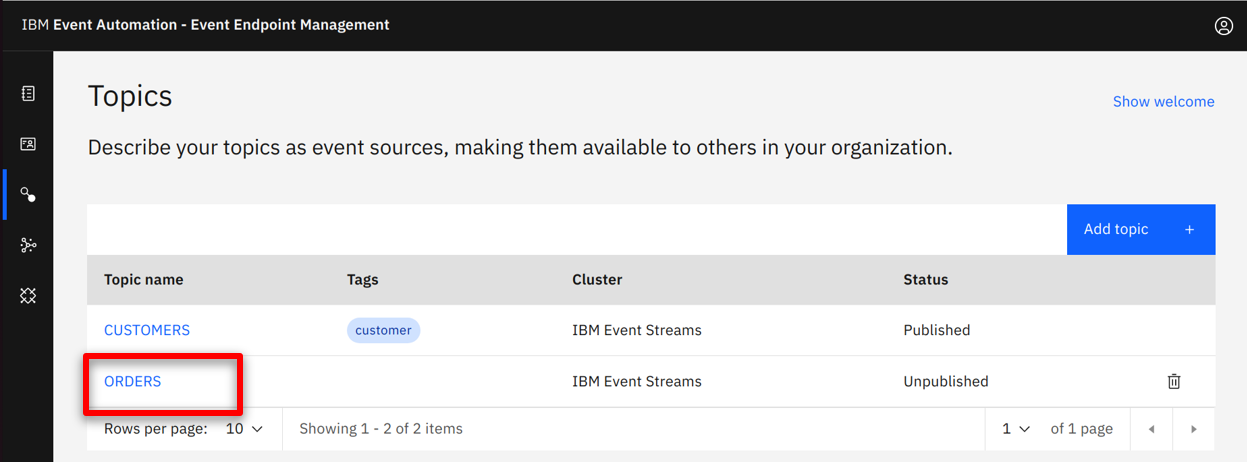 IBM Event Automation - Event Endpoint Management
Topics
Show welcome
Describe your topics as event sources, making them available to others in your organization.
Add topic +
Topic name Tags Cluster Status
CUSTOMERS customer IBM Event Streams Published
ORDERS IBM Event Streams Unpublished
Rows per page: 10 Showing 1 - 2 of 2 items 1 of 1 page